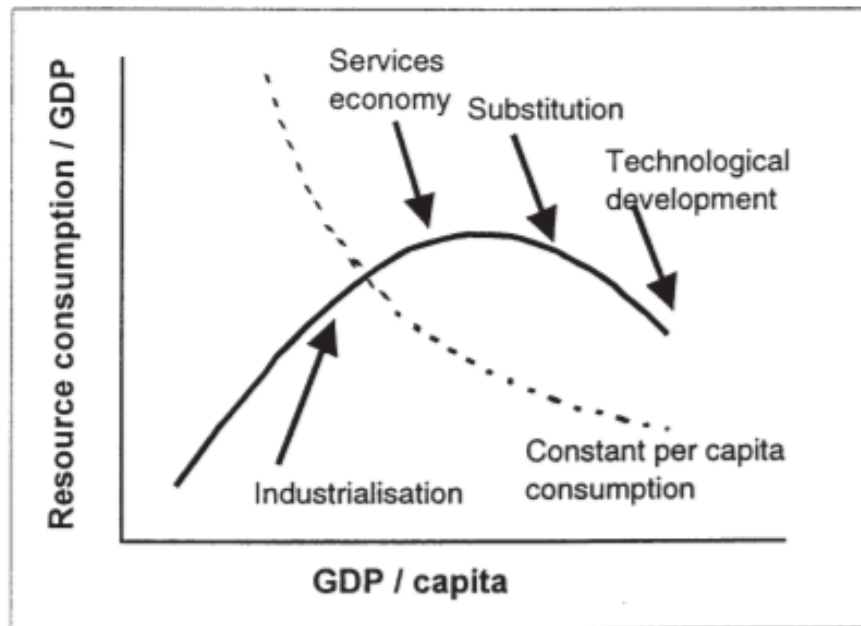 Resource consumption / GDP
Services
economy
Substitution
Technological
development
Industrialisation
Constant per capita
consumption
GDP / capita